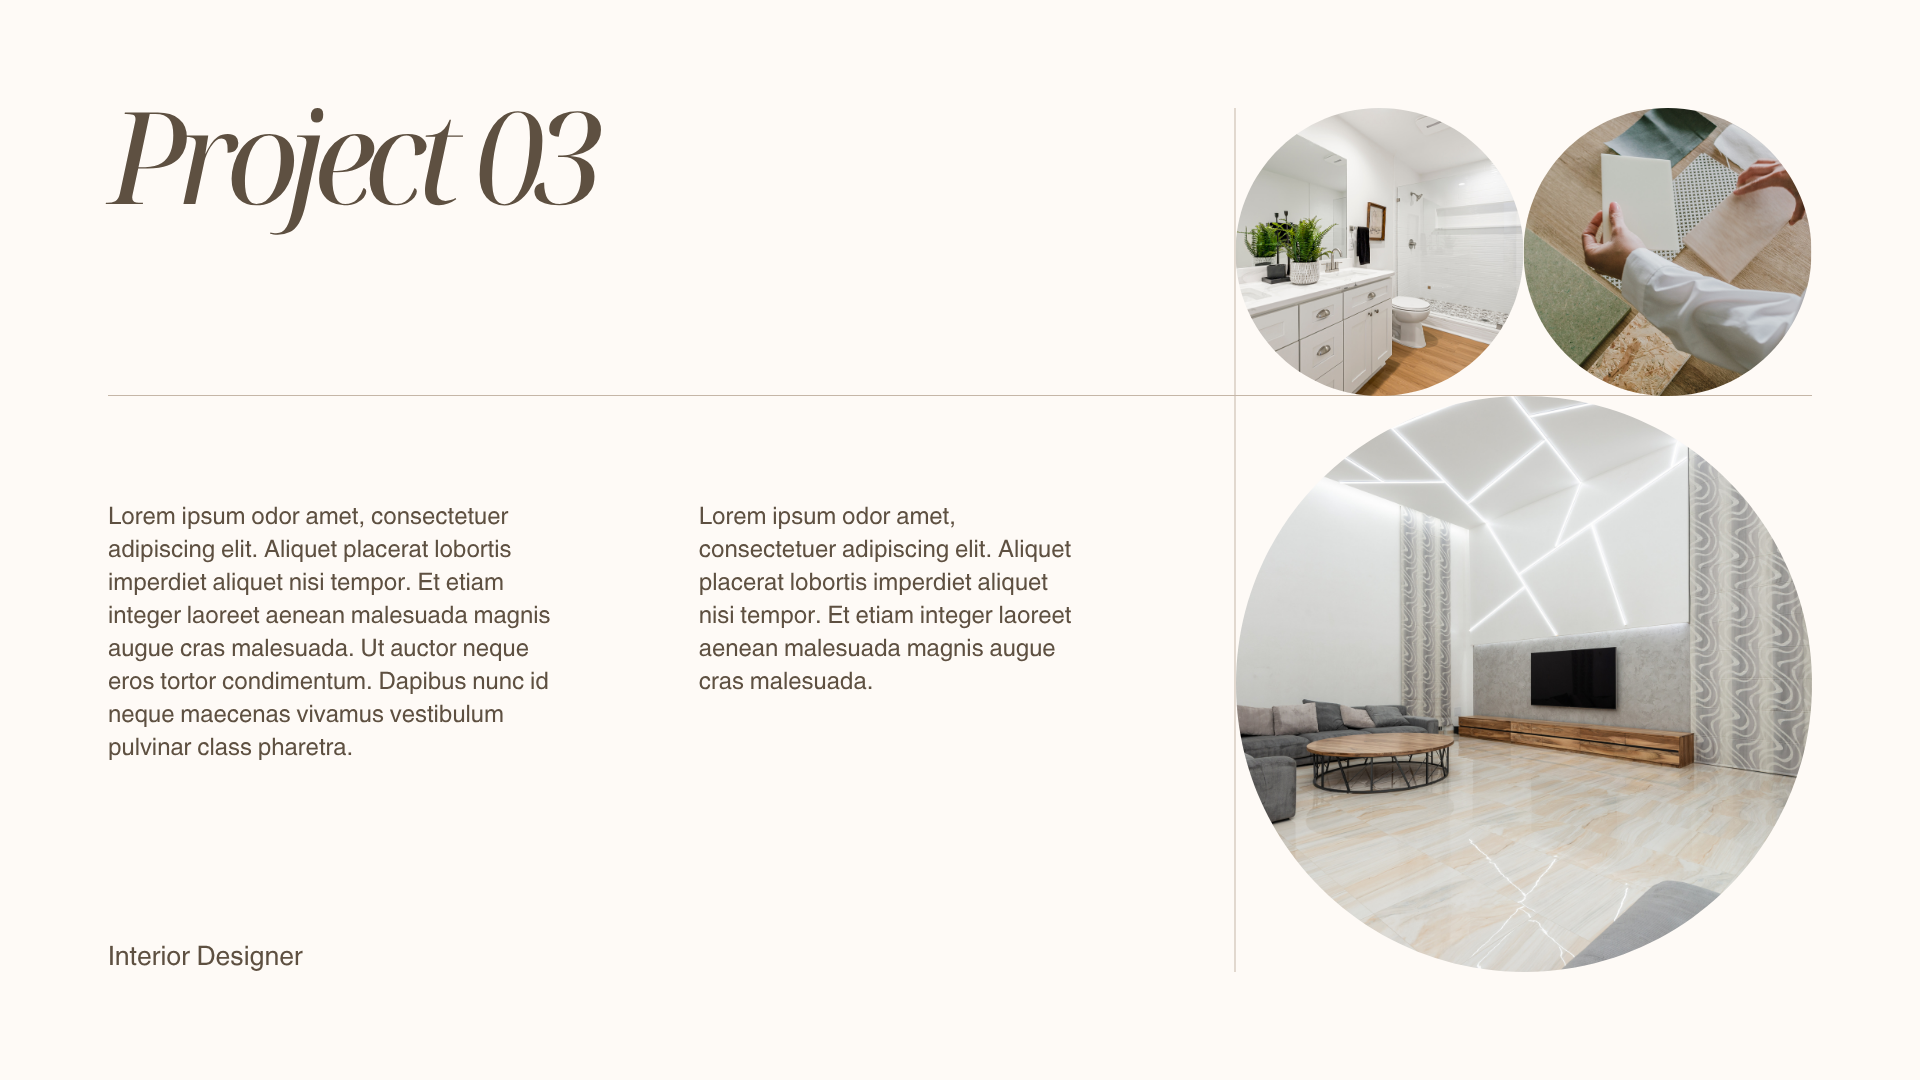 Project 03
Lorem ipsum odor amet, consectetuer
adipiscing elit. Aliquet placerat lobortis
imperdiet aliquet nisi tempor. Et etiam
integer laoreet aenean malesuada magnis
augue cras malesuada. Ut auctor neque
eros tortor condimentum. Dapibus nunc id
neque maecenas vivamus vestibulum
pulvinar class pharetra.
Lorem ipsum odor amet,
consectetuer adipiscing elit. Aliquet
placerat lobortis imperdiet aliquet
nisi tempor. Et etiam integer laoreet
aenean malesuada magnis augue
cras malesuada.
Interior Designer